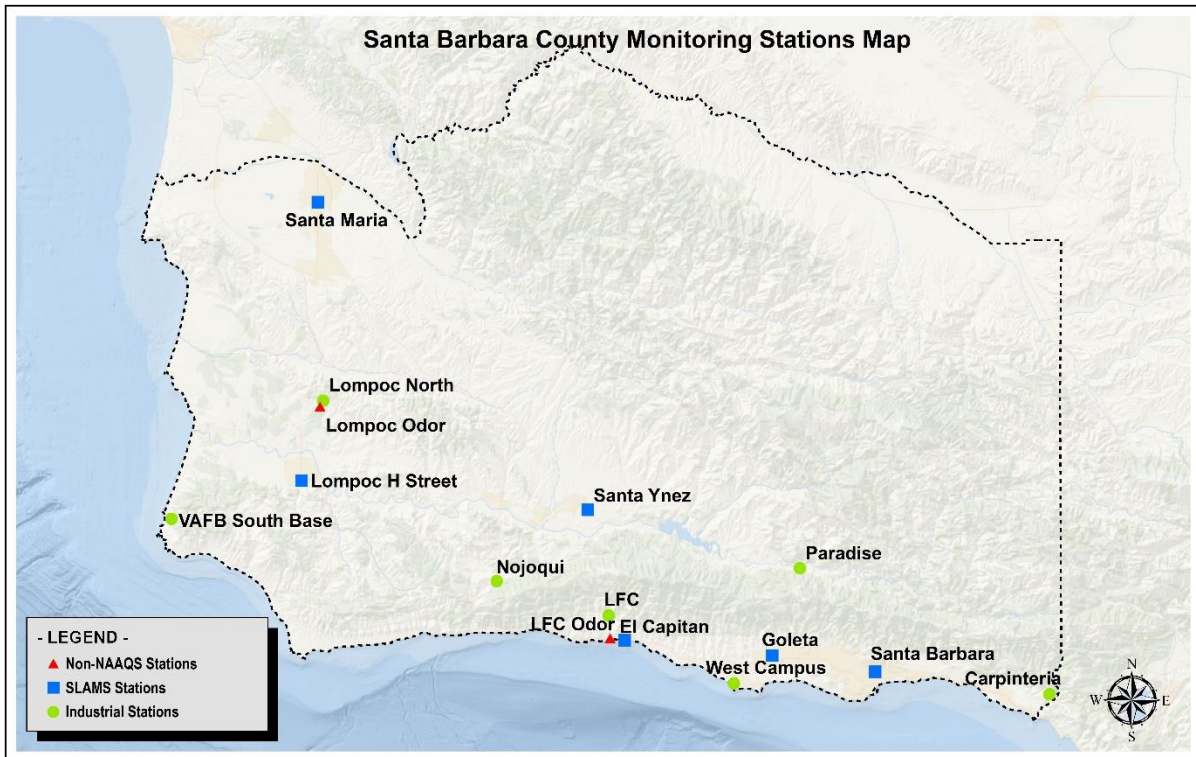 Santa Barbara County Monitoring Stations Map
Santa Maria
Lompoc North
Lompoc Odor
Lompoc H Street
Santa Ynez
VAFB South Base
Paradise
Nojoqui
LFC
LFC Odor
El Capitan
Goleta
Santa Barbara
West Campus
Carpinteria
- LEGEND -
Non-NAAQS Stations
SLAMS Stations
Industrial Stations
N
W E
S